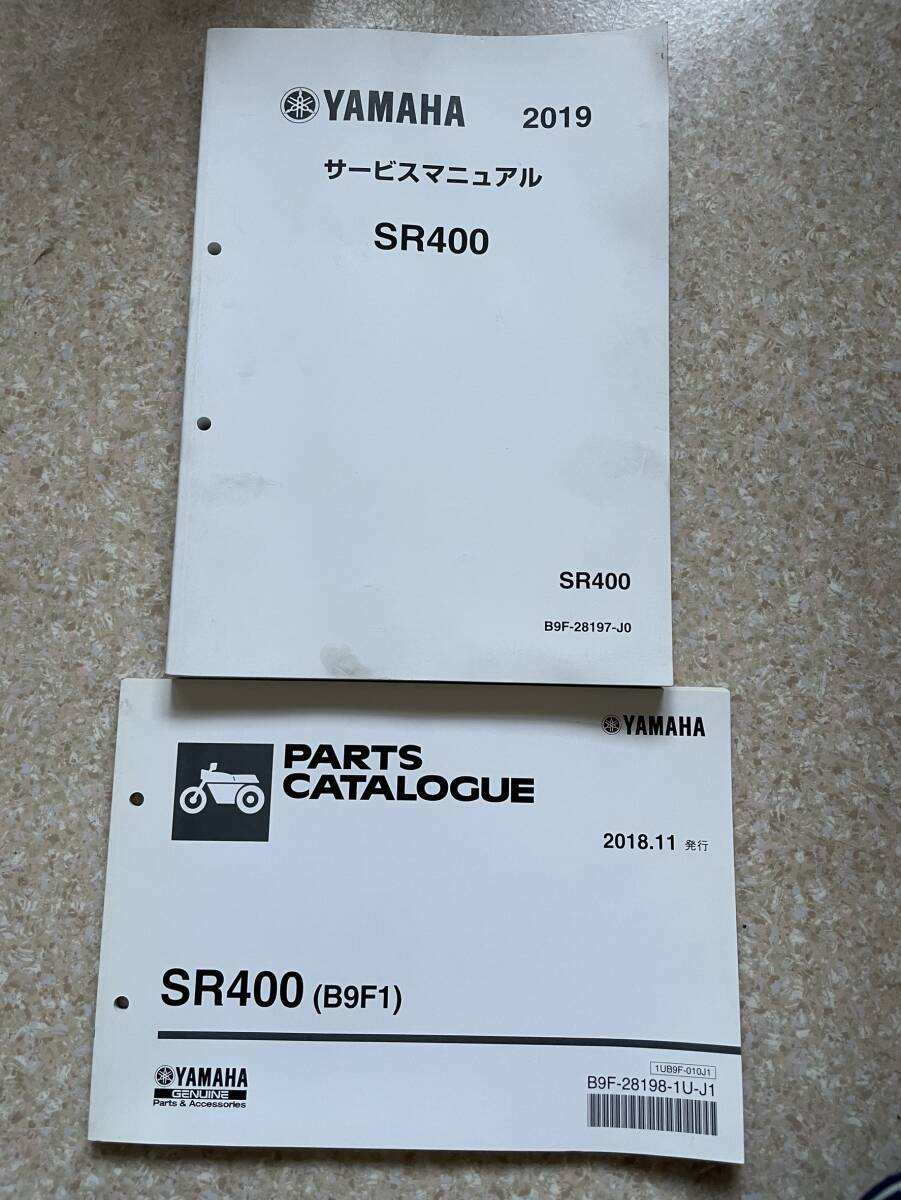 YAMAHA 2019
サービスマニュアル
SR400
SR400
B9F-28197-J0
YAMAHA
PARTS
CATALOGUE
2018.11 発行
SR400 (B9F1)
YAMAHA
GENUINE
Parts & Accessories
1UB9F-010J1
B9F-28198-1U-J1